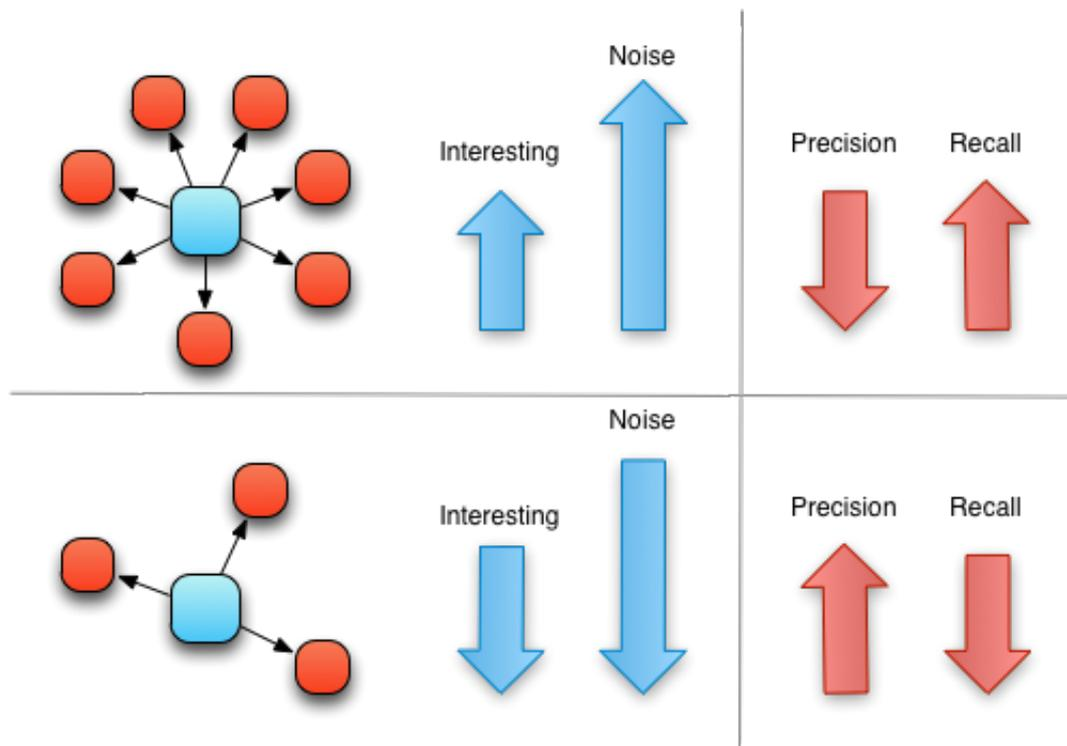 Noise
Interesting
Precision Recall
Noise
Interesting
Precision Recall